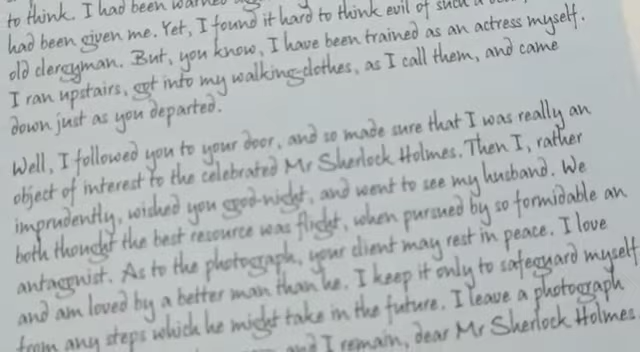 to think. I had been warned
had been given me. Yet, I found it hard to think evil of such a
old clergyman. But, you know, I have been trained as an actress myself.
I ran upstairs, got into my walking-clothes, as I call them, and came
down just as you departed.
Well, I followed you to your door, and so made sure that I was really an
object of interest to the celebrated Mr Sherlock Holmes. Then I, rather
imprudently, wished you good-night, and went to see my husband. We
both thought the best resource was flight, when pursued by so formidable an
antagonist. As to the photograph, your client may rest in peace. I love
and am loved by a better man than he. I keep it only to safeguard myself
from any steps which he might take in the future. I leave a photograph
and I remain, dear Mr Sherlock Holmes